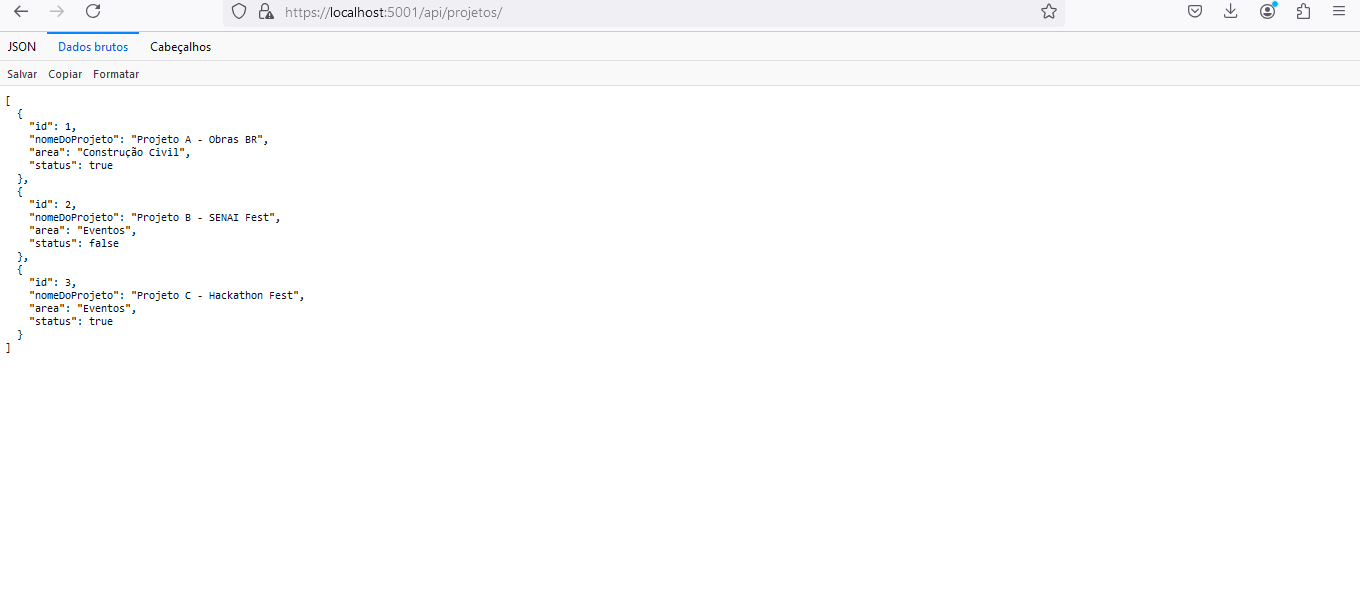 https://localhost:5001/api/projetos/
JSON Dados brutos Cabeçalhos
Salvar Copiar Formatar
[
  {
    "id": 1,
    "nomeDoProjeto": "Projeto A - Obras BR",
    "area": "Construção Civil",
    "status": true
  },
  {
    "id": 2,
    "nomeDoProjeto": "Projeto B - SENAI Fest",
    "area": "Eventos",
    "status": false
  },
  {
    "id": 3,
    "nomeDoProjeto": "Projeto C - Hackathon Fest",
    "area": "Eventos",
    "status": true
  }
]